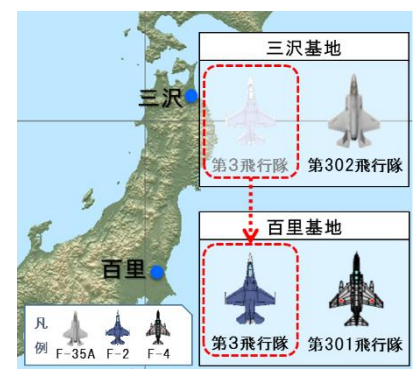 三沢基地
三沢
第3飛行隊 第302飛行隊
百里基地
百里
第3飛行隊 第301飛行隊
凡例
F-35A F-2 F-4